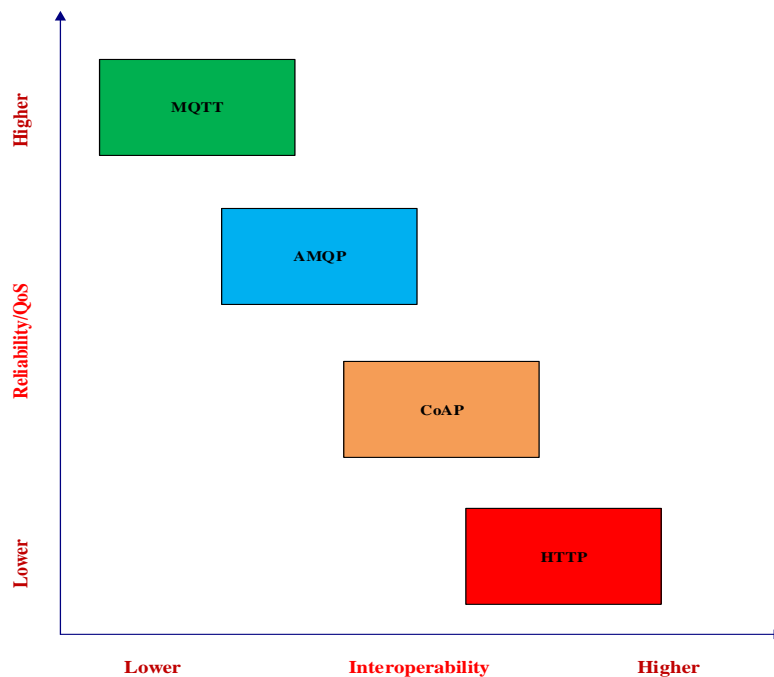 Higher
MQTT
AMQP
Reliability/QoS
CoAP
Lower
HTTP
Lower
Interoperability
Higher